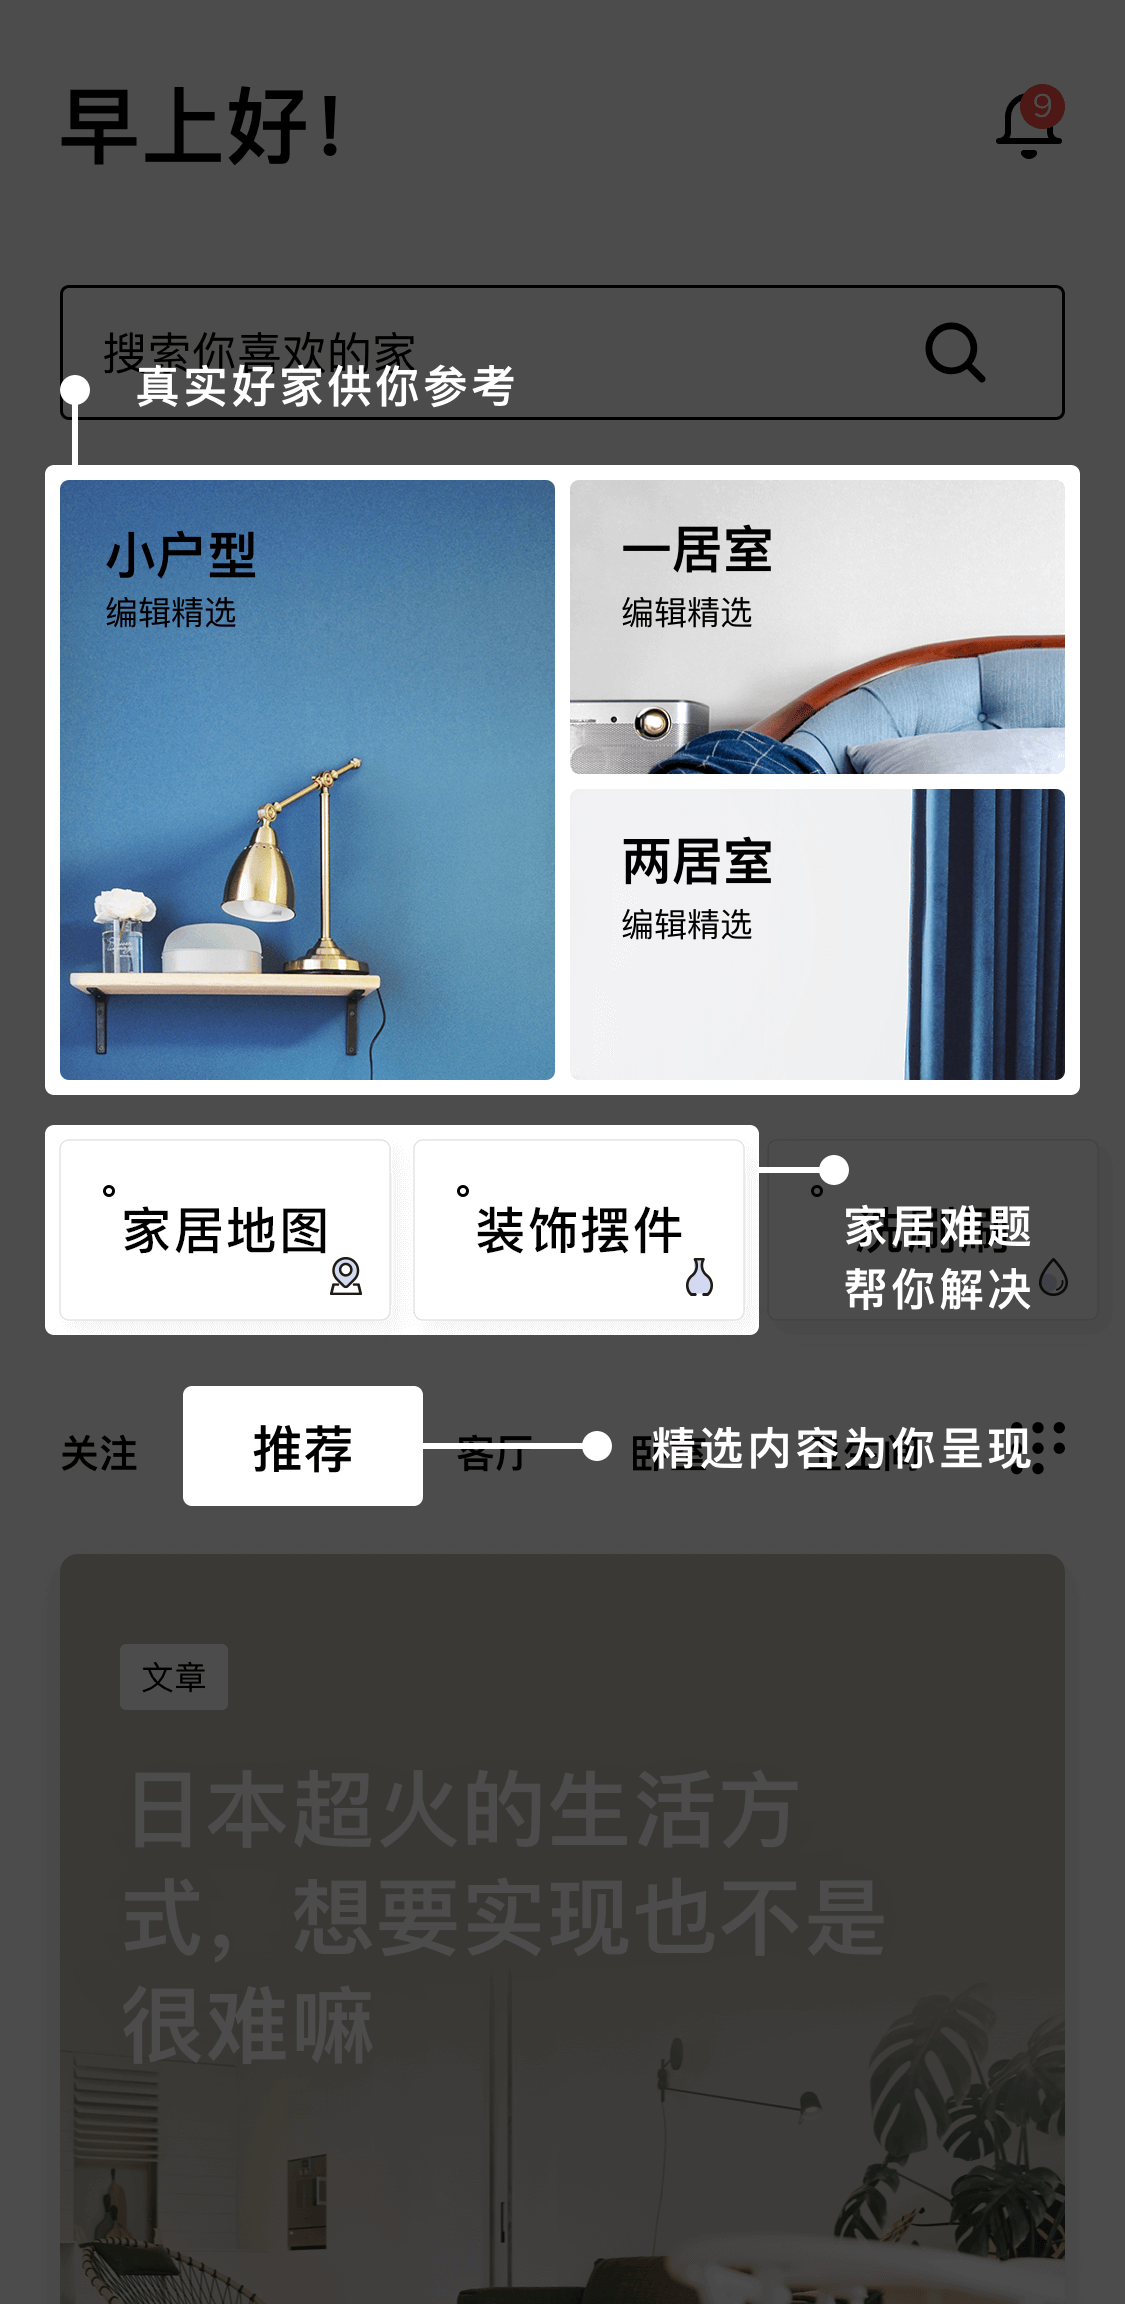 早上好！
9
搜索你喜欢的家
真实好家供你参考
小户型
编辑精选
一居室
编辑精选
两居室
编辑精选
家居地图
装饰摆件
家居难题
帮你解决
关注
推荐
客厅
卧室
精选内容为你呈现
文章
日本超火的生活方
式，想要实现也不是
很难嘛